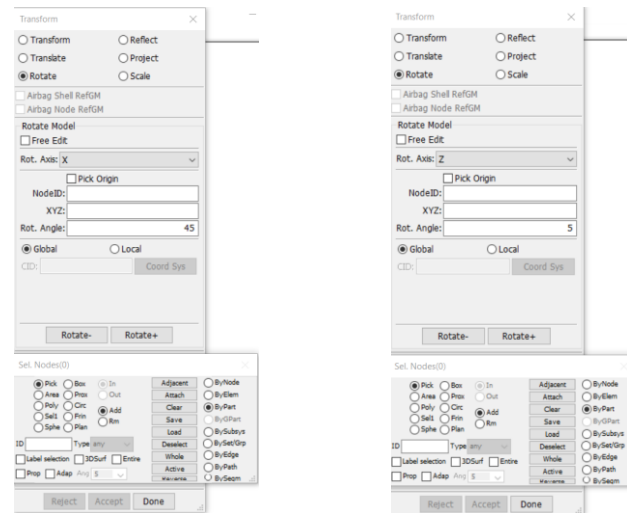 Transform
Transform Reflect
Translate Project
Rotate Scale
Airbag Shell RefGM
Airbag Node RefGM
Rotate Model
Free Edit
Rot. Axis: X
Pick Origin
NodeID:
XYZ:
Rot. Angle: 45
Global Local
CID: Coord Sys
Rotate- Rotate+
Sel. Nodes(0)
Pick Box In Adjacent ByNode
Area Prox Out Attach ByElem
Poly Circ Add Clear ByPart
Sel1 Frin Rm Save ByGPart
Sphe Plan Load BySubsys
ID Type any Deselect BySet/Grp
Label selection 3DSurf Entire Whole ByEdge
Prop Adap Ang 5 Active ByPath
Reverse BySegm
Reject Accept Done
Transform
Transform Reflect
Translate Project
Rotate Scale
Airbag Shell RefGM
Airbag Node RefGM
Rotate Model
Free Edit
Rot. Axis: Z
Pick Origin
NodeID:
XYZ:
Rot. Angle: 5
Global Local
CID: Coord Sys
Rotate- Rotate+
Sel. Nodes(0)
Pick Box In Adjacent ByNode
Area Prox Out Attach ByElem
Poly Circ Add Clear ByPart
Sel1 Frin Rm Save ByGPart
Sphe Plan Load BySubsys
ID Type any Deselect BySet/Grp
Label selection 3DSurf Entire Whole ByEdge
Prop Adap Ang 5 Active ByPath
Reverse BySegm
Reject Accept Done